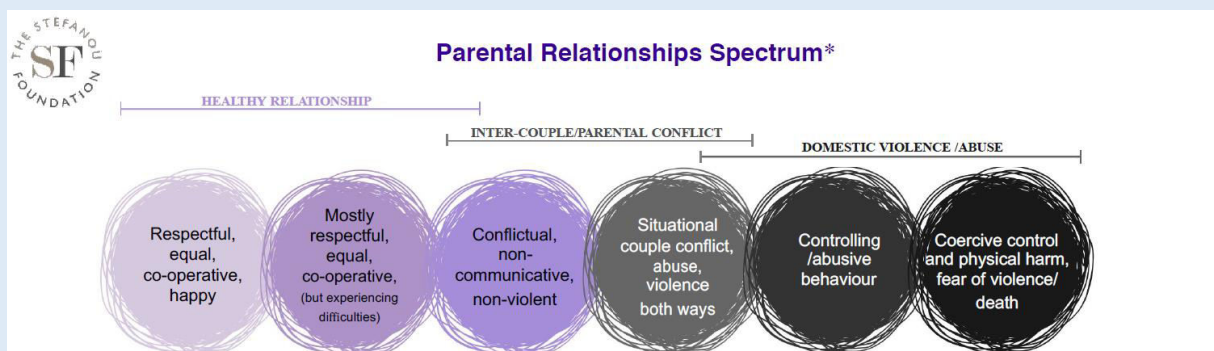 THE STEFANOU
SF
FOUNDATION
Parental Relationships Spectrum*
HEALTHY RELATIONSHIP
INTER-COUPLE/PARENTAL CONFLICT
DOMESTIC VIOLENCE /ABUSE
Respectful,
equal,
co-operative,
happy
Mostly
respectful,
equal,
co-operative,
(but experiencing
difficulties)
Conflictual,
non-
communicative,
non-violent
Situational
couple conflict,
abuse,
violence
both ways
Controlling
/abusive
behaviour
Coercive control
and physical harm,
fear of violence/
death